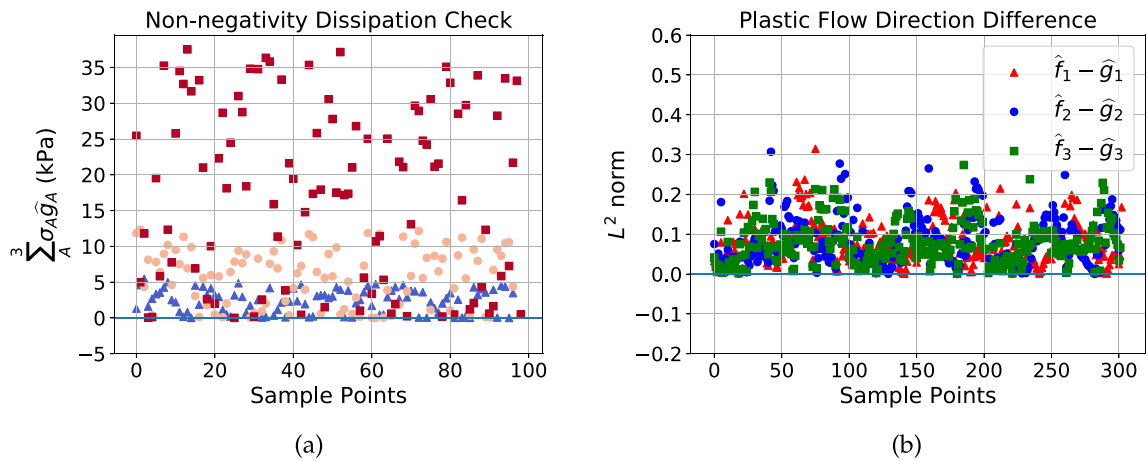 Non-negativity Dissipation Check
35
30
25
20
15
10
5
0
−5
0 20 40 60 80 100
3
∑ σ_A ĝ_A (kPa)
A
Sample Points
(a)
Plastic Flow Direction Difference
0.6
0.5
0.4
0.3
0.2
0.1
0.0
−0.1
−0.2
0 50 100 150 200 250 300
L² norm
Sample Points
f̂₁ − ĝ₁
f̂₂ − ĝ₂
f̂₃ − ĝ₃
(b)